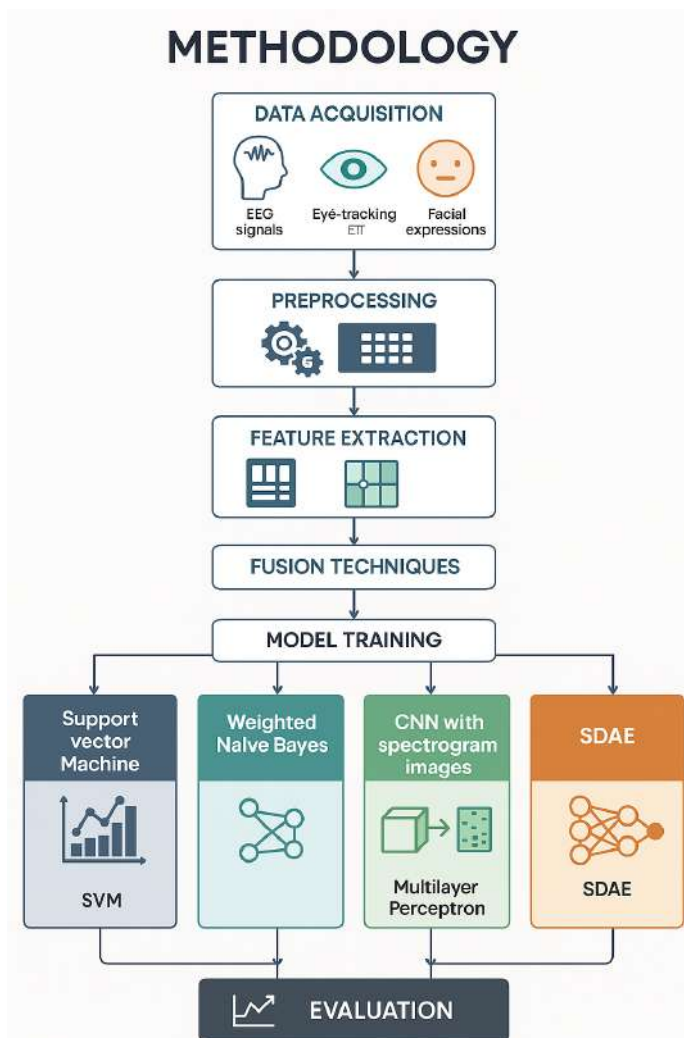 METHODOLOGY
DATA ACQUISITION
EEG
signals
Eyé-tracking
ETT
Facial
expressions
PREPROCESSING
FEATURE EXTRACTION
FUSION TECHNIQUES
MODEL TRAINING
Support
vector
Machine
SVM
Weighted
Nalve Bayes
CNN with
spectrogram
images
Multilayer
Perceptron
SDAE
SDAE
EVALUATION